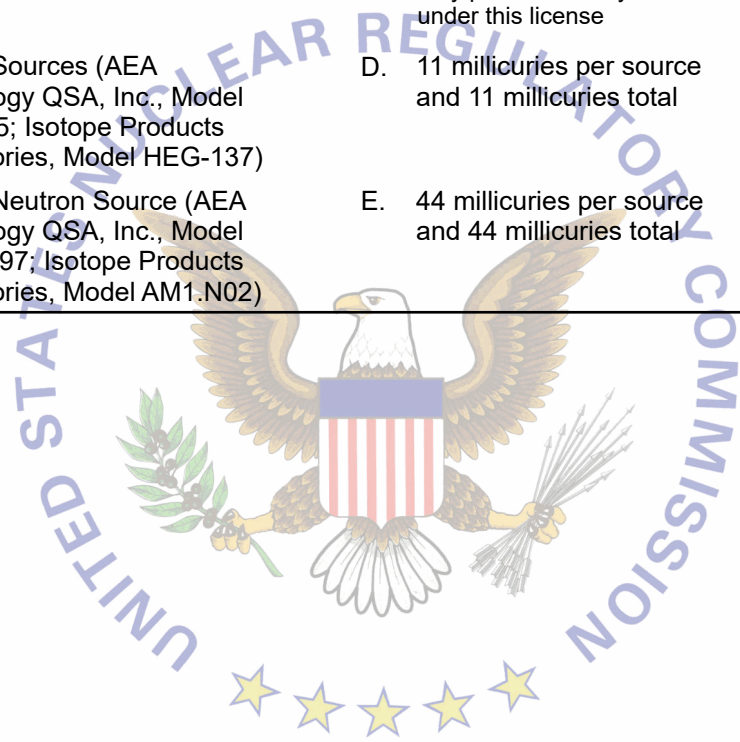 under this license
Sources (AEA
D. 11 millicuries per source
ogy QSA, Inc., Model
and 11 millicuries total
5; Isotope Products
ories, Model HEG-137)
Neutron Source (AEA
E. 44 millicuries per source
ogy QSA, Inc., Model
and 44 millicuries total
97; Isotope Products
ories, Model AM1.N02)
UNITED STATES NUCLEAR REGULATORY COMMISSION